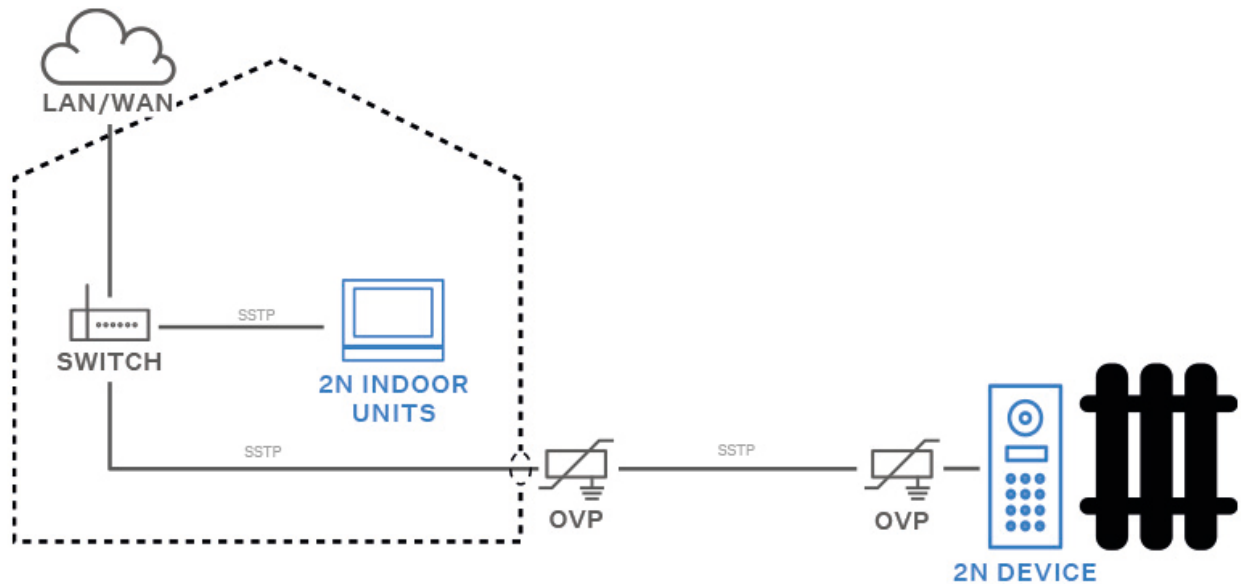 LAN/WAN
SSTP
SWITCH
2N INDOOR
UNITS
SSTP
SSTP
OVP
OVP
2N DEVICE